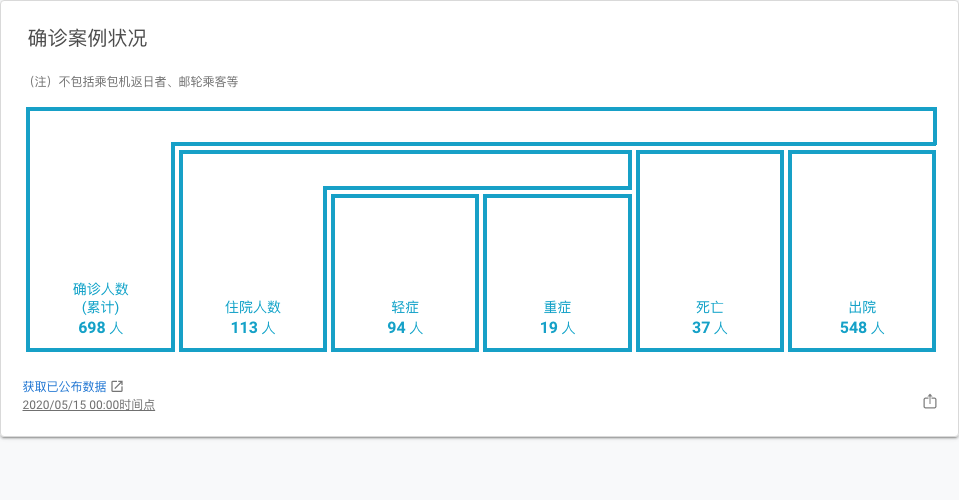 确诊案例状况
（注）不包括乘包机返日者、邮轮乘客等
确诊人数
(累计)
698 人
住院人数
113 人
轻症
94 人
重症
19 人
死亡
37 人
出院
548 人
获取已公布数据
2020/05/15 00:00时间点